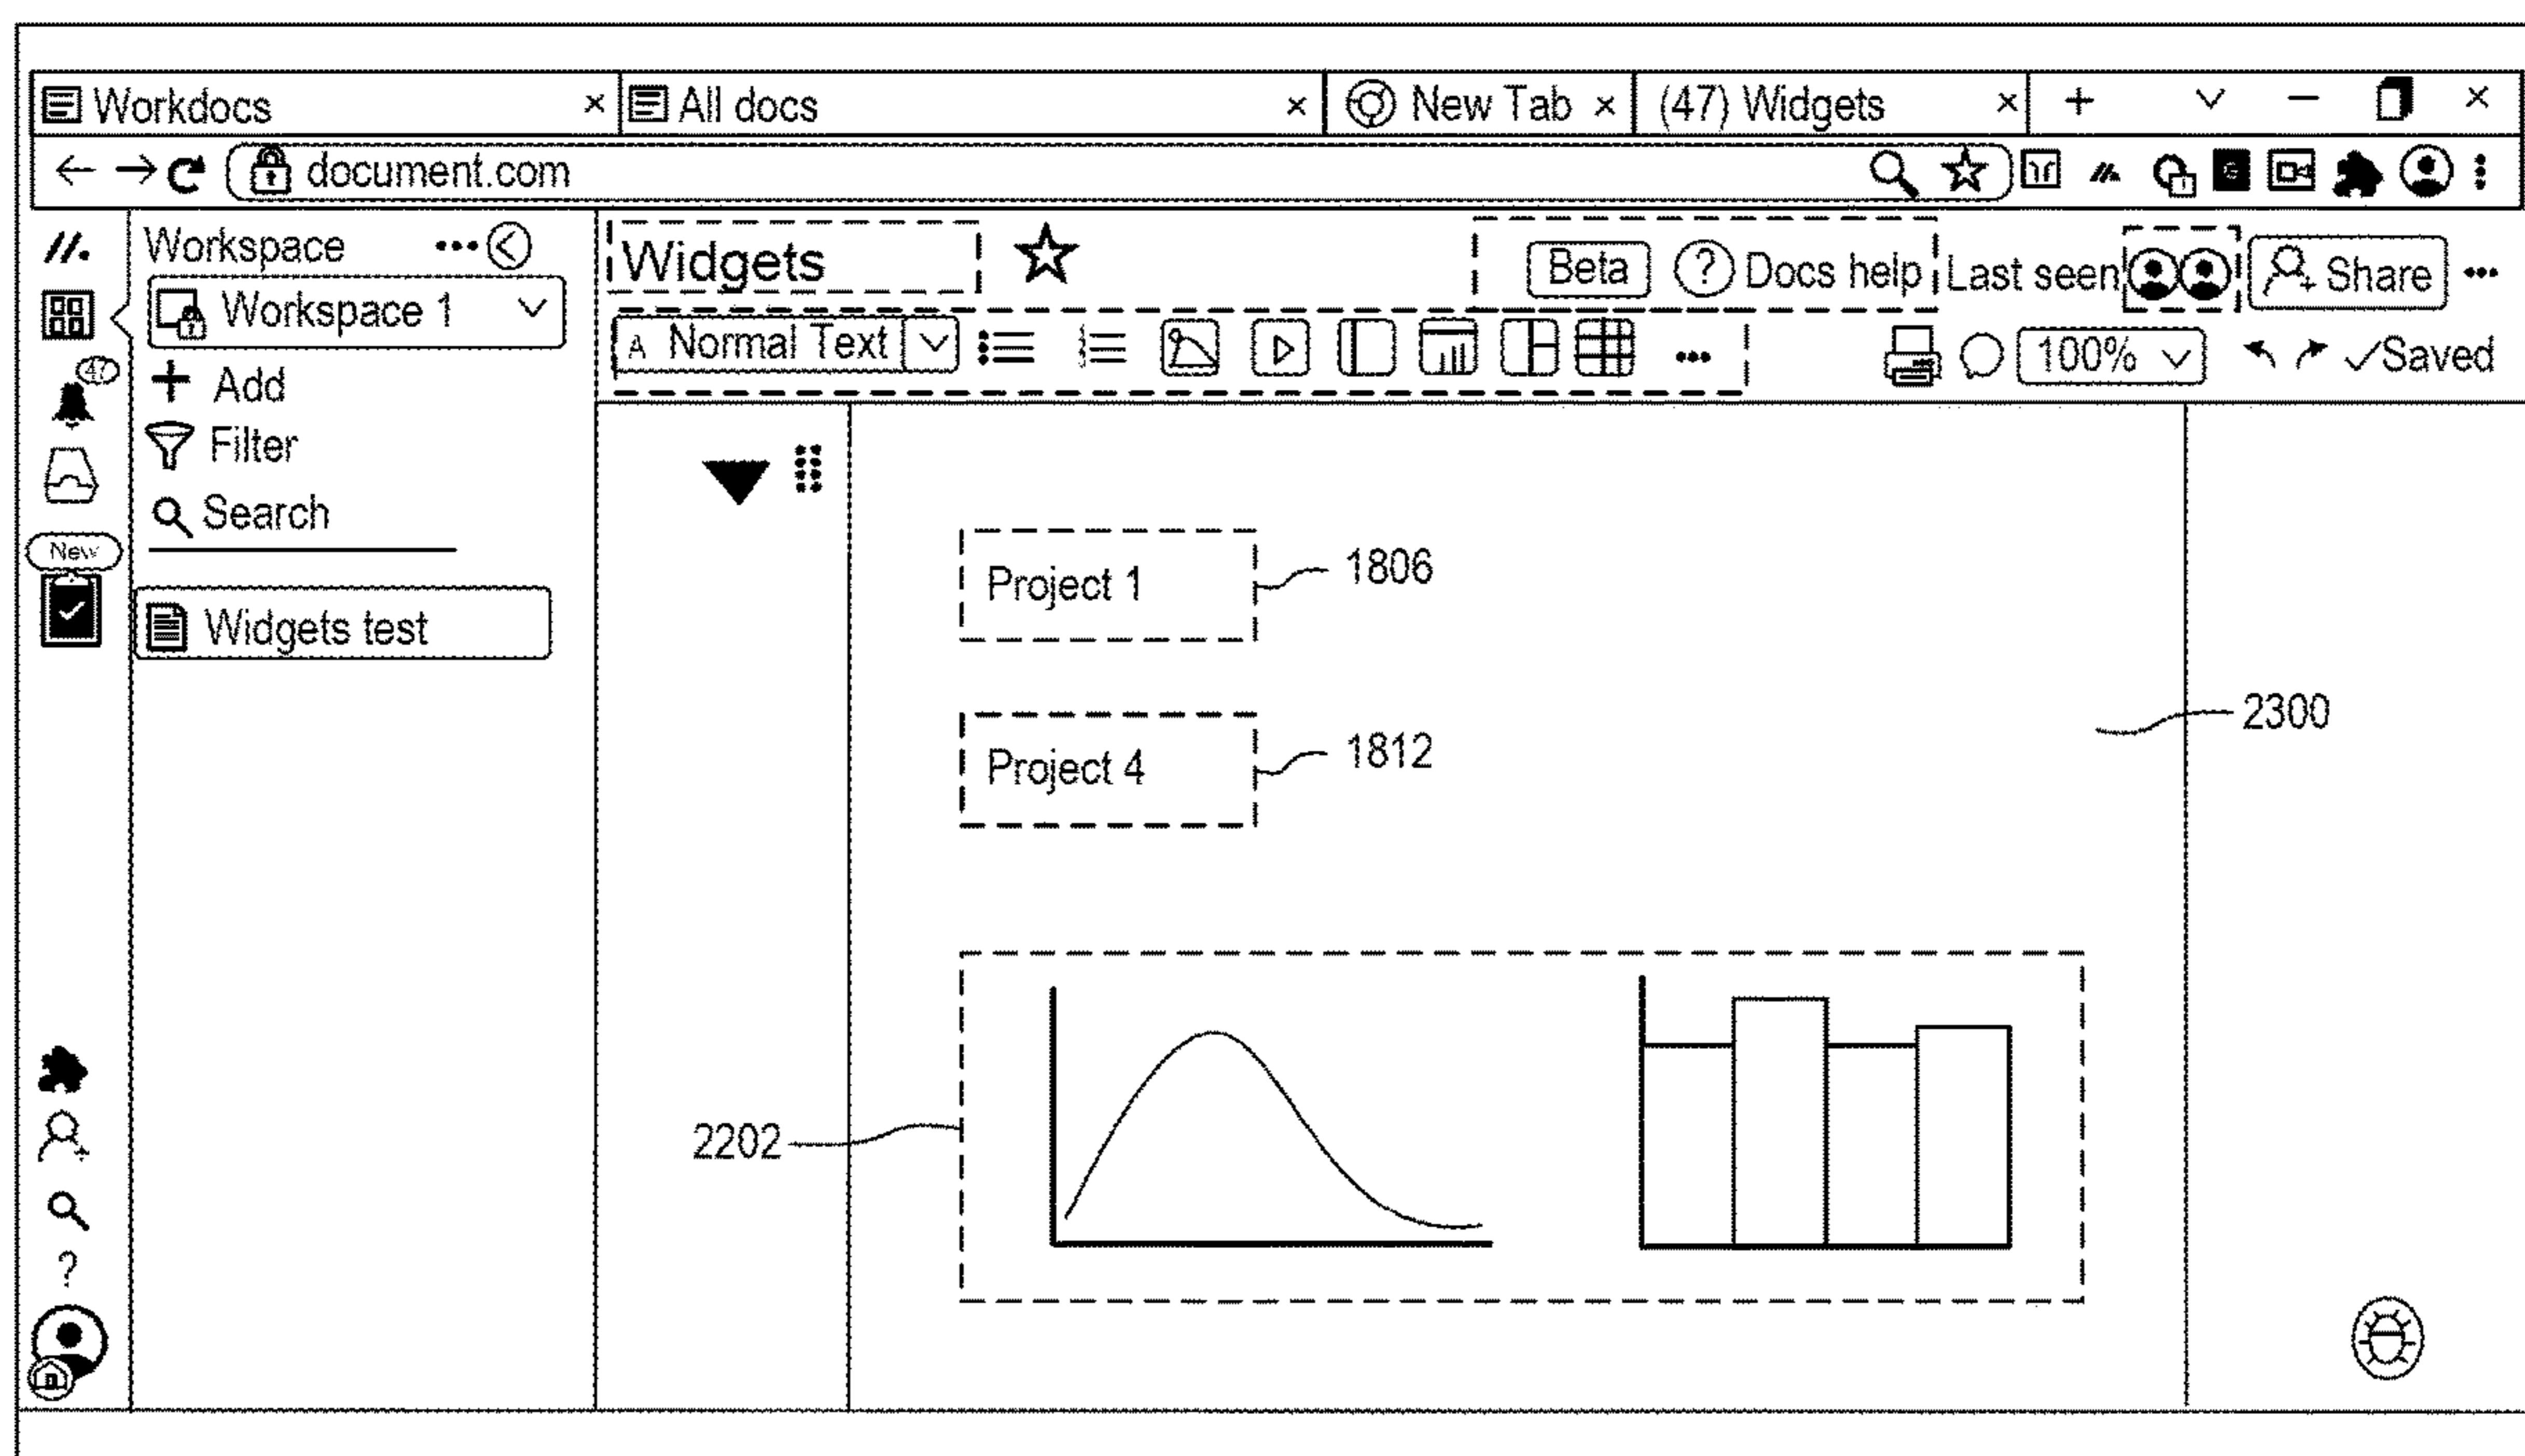 Workdocs × All docs × New Tab × (47) Widgets × + ×
document.com
Workspace
Workspace 1
47
Add
Filter
Search
New
Widgets test
?
Widgets
Beta ? Docs help Last seen Share
A Normal Text 100% Saved
Project 1 1806
2300
Project 4 1812
2202